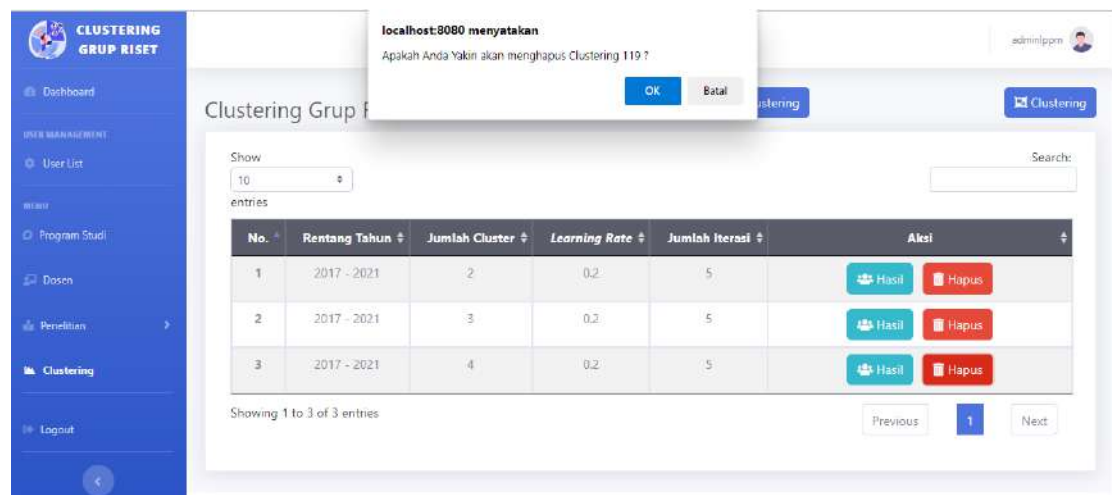 CLUSTERING
GRUP RISET
localhost:8080 menyatakan
Apakah Anda Yakin akan menghapus Clustering 119 ?
OK Batal
adminlppm
Dashboard
USER MANAGEMENT
User List
MENU
Program Studi
Dosen
Penelitian
Clustering
Logout
Clustering Grup
ustering
Clustering
Show
10
entries
Search:
No. Rentang Tahun Jumlah Cluster Learning Rate Jumlah Iterasi Aksi
1 2017 - 2021 2 0.2 5 Hasil Hapus
2 2017 - 2021 3 0.2 5 Hasil Hapus
3 2017 - 2021 4 0.2 5 Hasil Hapus
Showing 1 to 3 of 3 entries
Previous 1 Next